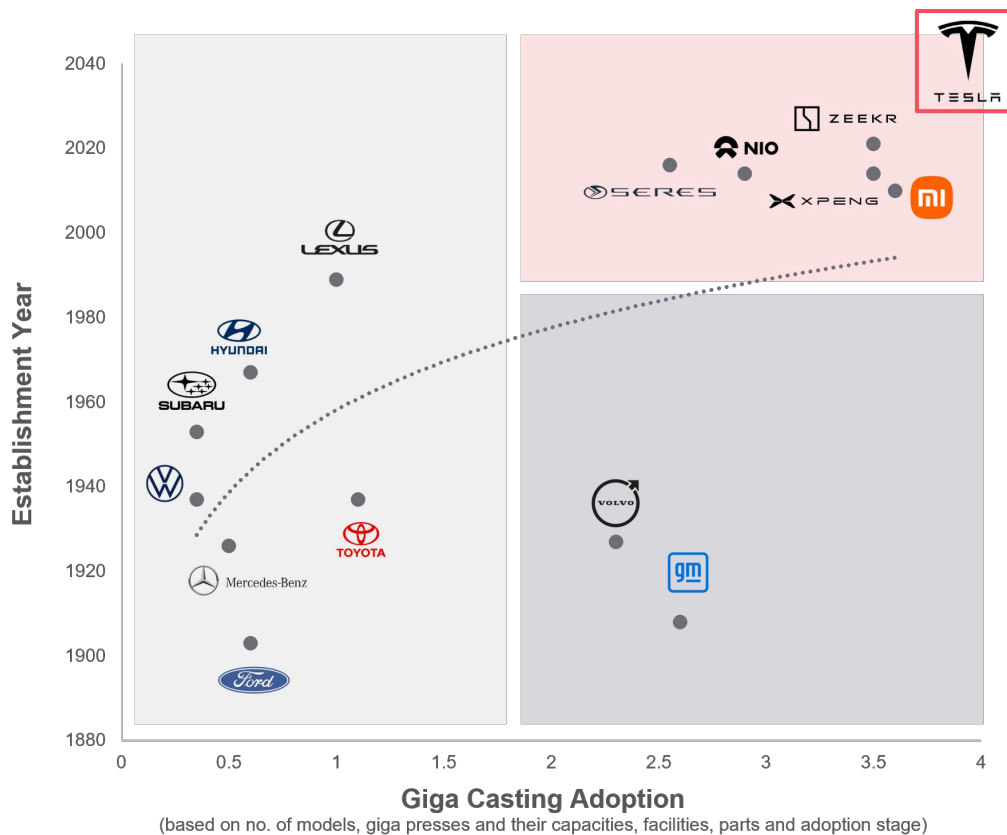 TESLA
2040
ZEEKR
2020
NIO
SERES
XPENG
mi
2000
LEXUS
Establishment Year
1980
HYUNDAI
1960
SUBARU
1940
VW
VOLVO
TOYOTA
1920
Mercedes-Benz
gm
1900
Ford
1880
0 0.5 1 1.5 2 2.5 3 3.5 4
Giga Casting Adoption
(based on no. of models, giga presses and their capacities, facilities, parts and adoption stage)